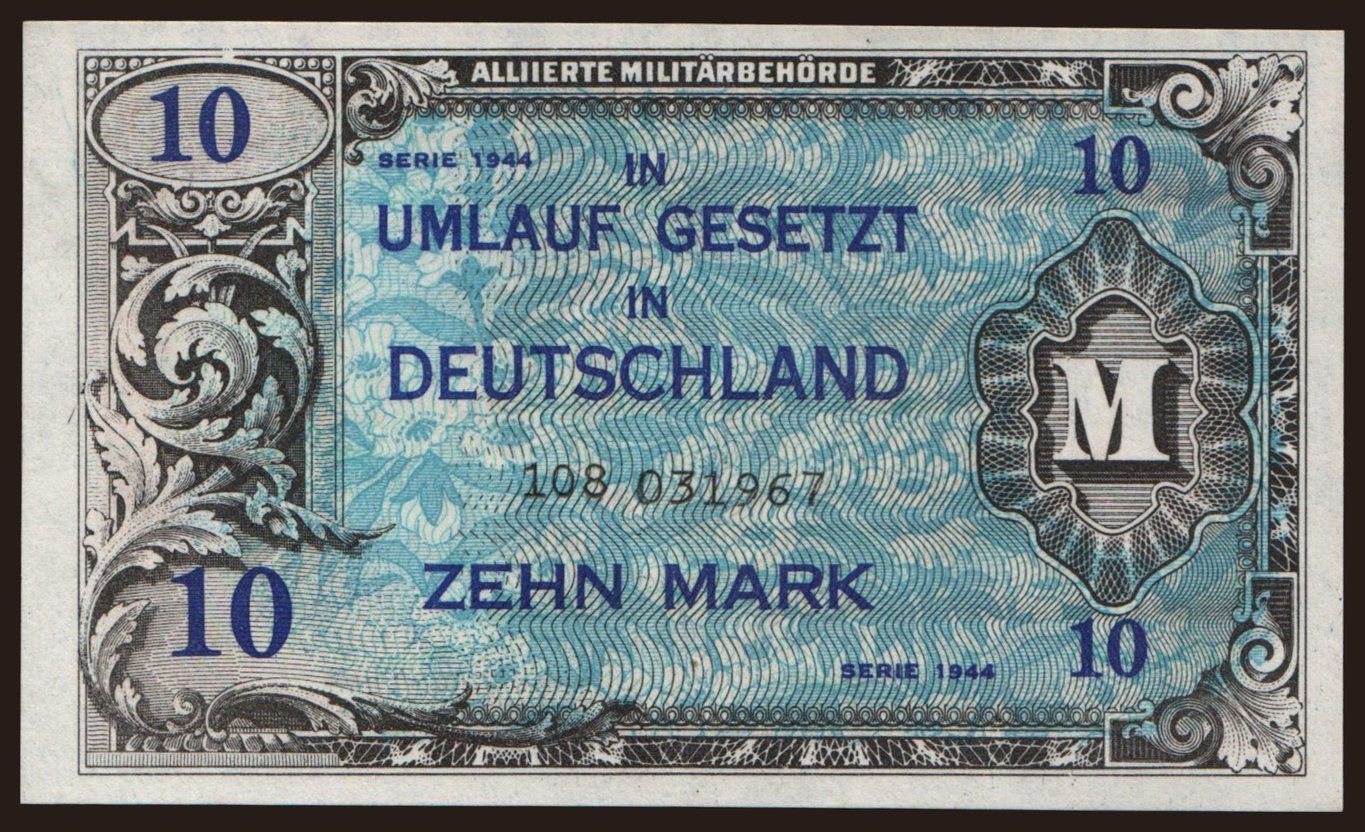 ALLIIERTE MILITÄRBEHÖRDE
10
10
SERIE 1944
IN
UMLAUF GESETZT
IN
DEUTSCHLAND
M
108 031967
ZEHN MARK
10
10
SERIE 1944